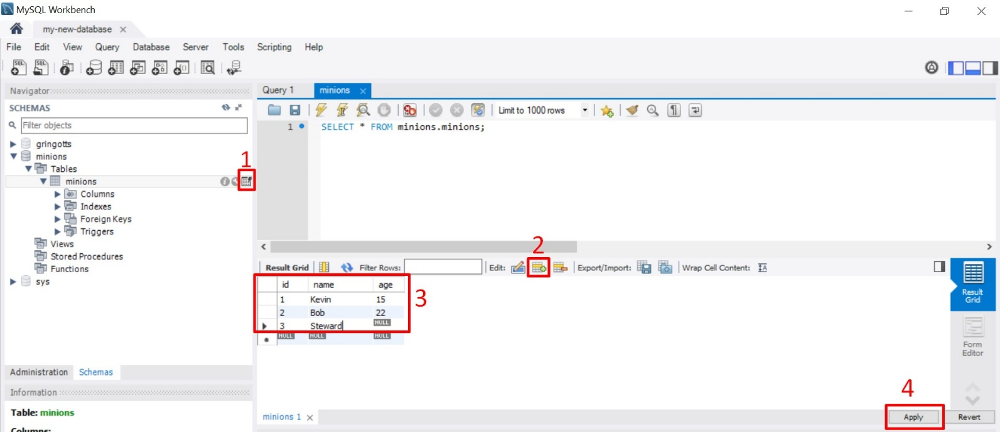 MySQL Workbench
my-new-database
File Edit View Query Database Server Tools Scripting Help
Navigator
SCHEMAS
Filter objects
gringotts
minions
Tables
1
minions
Columns
Indexes
Foreign Keys
Triggers
Views
Stored Procedures
Functions
sys
Administration Schemas
Information
Table: minions
Columns:
Query 1 minions
Limit to 1000 rows
1 SELECT * FROM minions.minions;
2
Result Grid Filter Rows: Edit: Export/Import: Wrap Cell Content:
id name age
1 Kevin 15
2 Bob 22
3 Steward NULL
NULL NULL NULL
3
Result
Grid
Form
Editor
4
minions 1
Apply Revert